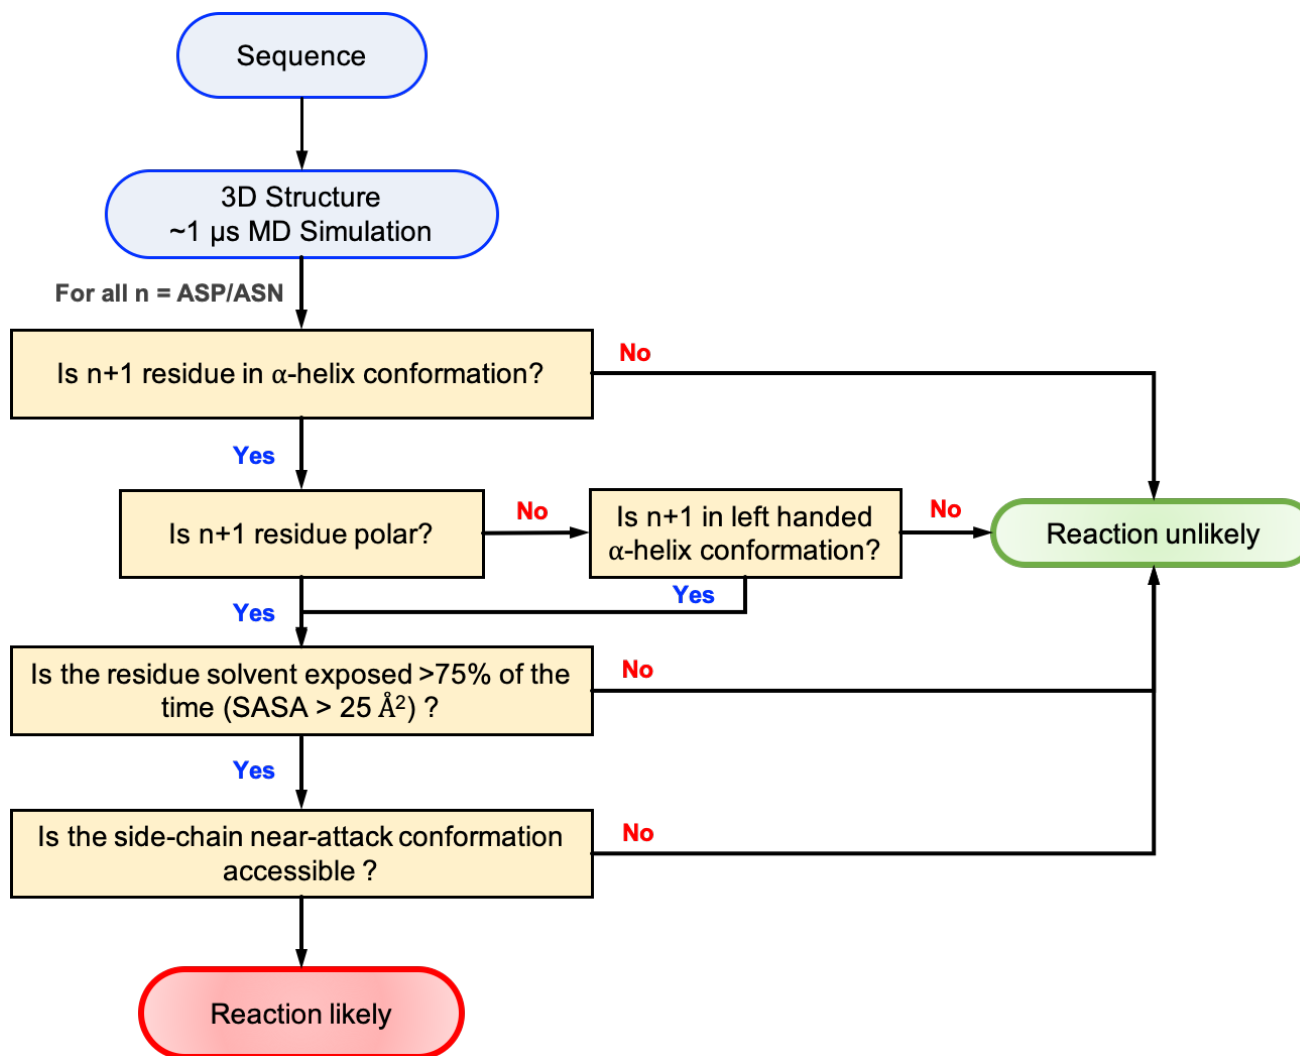 Sequence
3D Structure
~1 µs MD Simulation
For all n = ASP/ASN
Is n+1 residue in α-helix conformation?
No
Yes
Is n+1 residue polar?
No
Is n+1 in left handed
α-helix conformation?
No
Reaction unlikely
Yes
Yes
Is the residue solvent exposed >75% of the
time (SASA > 25 Å²) ?
No
Yes
Is the side-chain near-attack conformation
accessible ?
No
Reaction likely